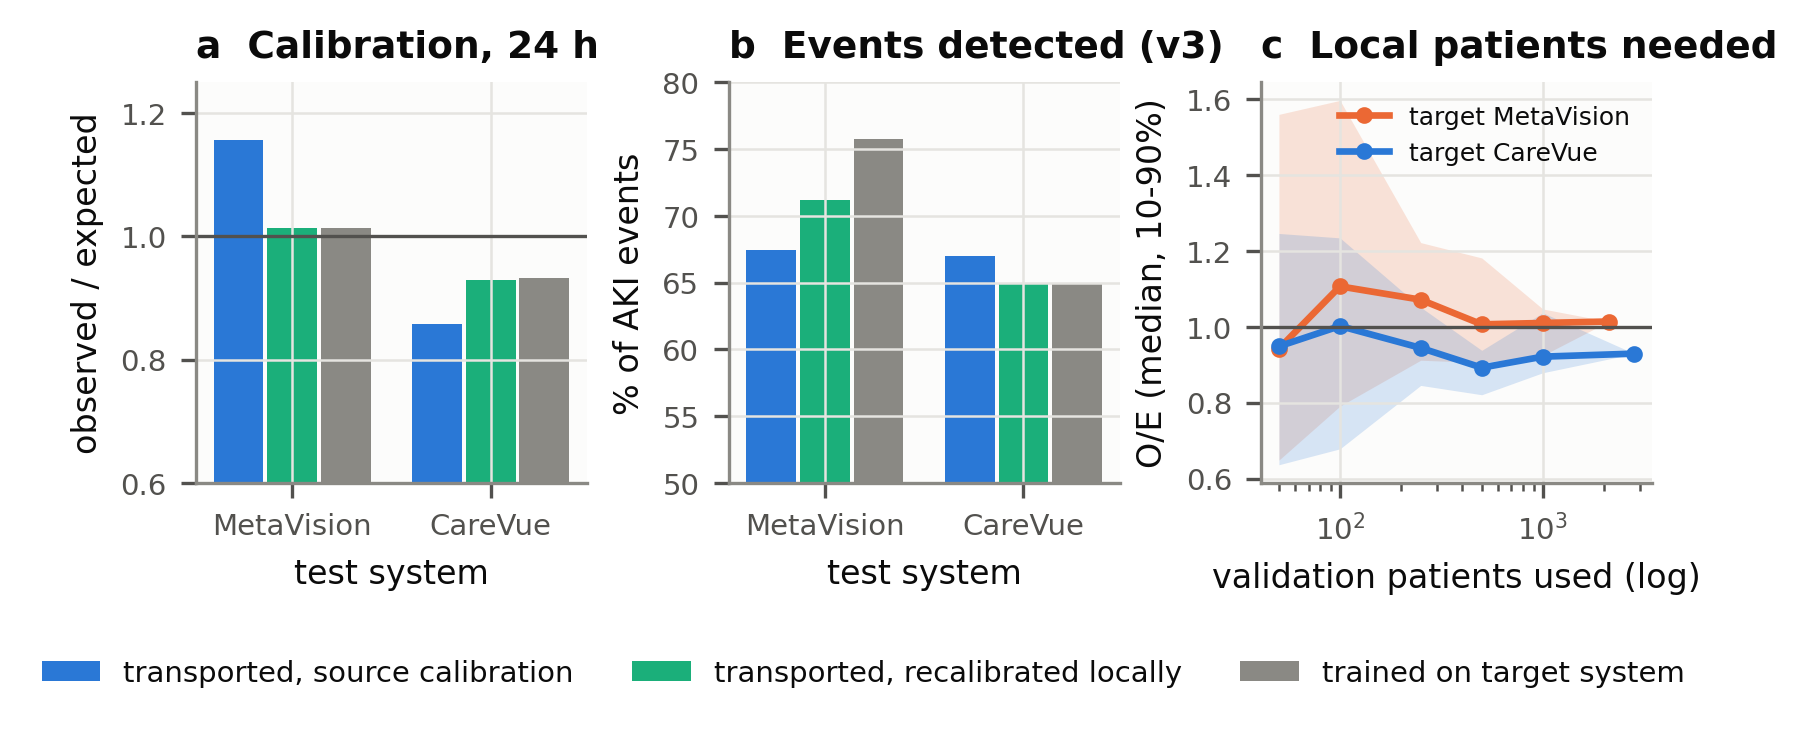 a Calibration, 24 h
observed / expected
1.2
1.0
0.8
0.6
MetaVision CareVue
test system
b Events detected (v3)
% of AKI events
80
75
70
65
60
55
50
MetaVision CareVue
test system
c Local patients needed
O/E (median, 10-90%)
1.6
1.4
1.2
1.0
0.8
0.6
target MetaVision
target CareVue
10² 10³
validation patients used (log)
transported, source calibration
transported, recalibrated locally
trained on target system